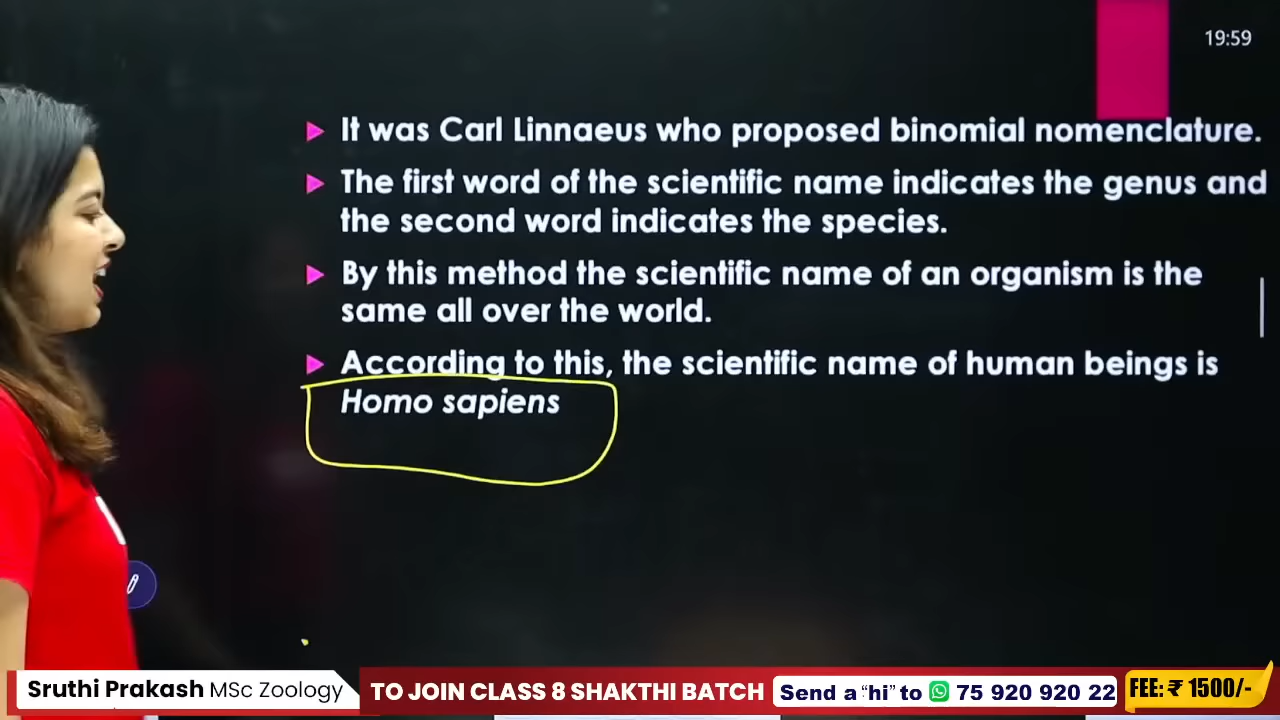 19:59
It was Carl Linnaeus who proposed binomial nomenclature.
The first word of the scientific name indicates the genus and
the second word indicates the species.
By this method the scientific name of an organism is the
same all over the world.
According to this, the scientific name of human beings is
Homo sapiens
Sruthi Prakash MSc Zoology
TO JOIN CLASS 8 SHAKTHI BATCH
Send a “hi” to 75 920 920 22
FEE: ₹ 1500/-